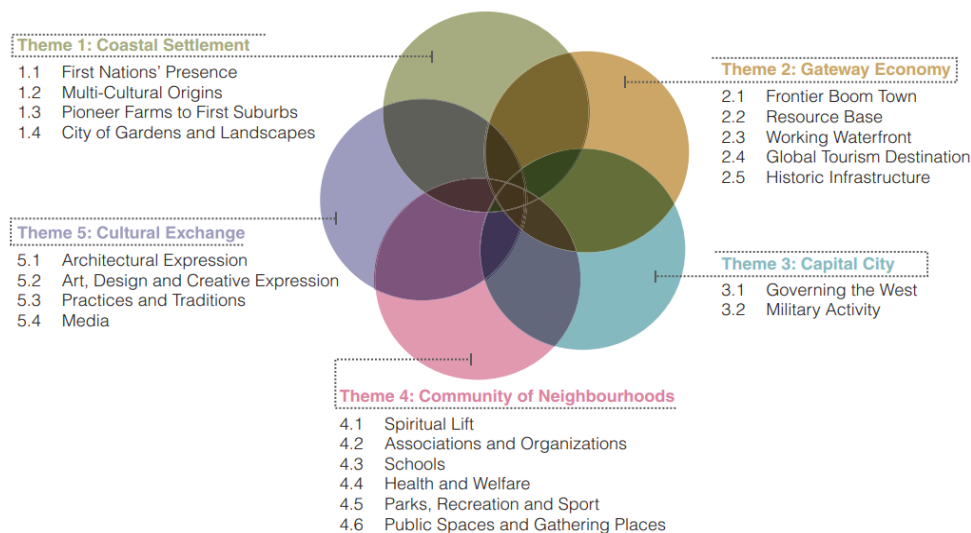 Theme 1: Coastal Settlement
1.1 First Nations’ Presence
1.2 Multi-Cultural Origins
1.3 Pioneer Farms to First Suburbs
1.4 City of Gardens and Landscapes
Theme 2: Gateway Economy
2.1 Frontier Boom Town
2.2 Resource Base
2.3 Working Waterfront
2.4 Global Tourism Destination
2.5 Historic Infrastructure
Theme 3: Capital City
3.1 Governing the West
3.2 Military Activity
Theme 4: Community of Neighbourhoods
4.1 Spiritual Lift
4.2 Associations and Organizations
4.3 Schools
4.4 Health and Welfare
4.5 Parks, Recreation and Sport
4.6 Public Spaces and Gathering Places
Theme 5: Cultural Exchange
5.1 Architectural Expression
5.2 Art, Design and Creative Expression
5.3 Practices and Traditions
5.4 Media